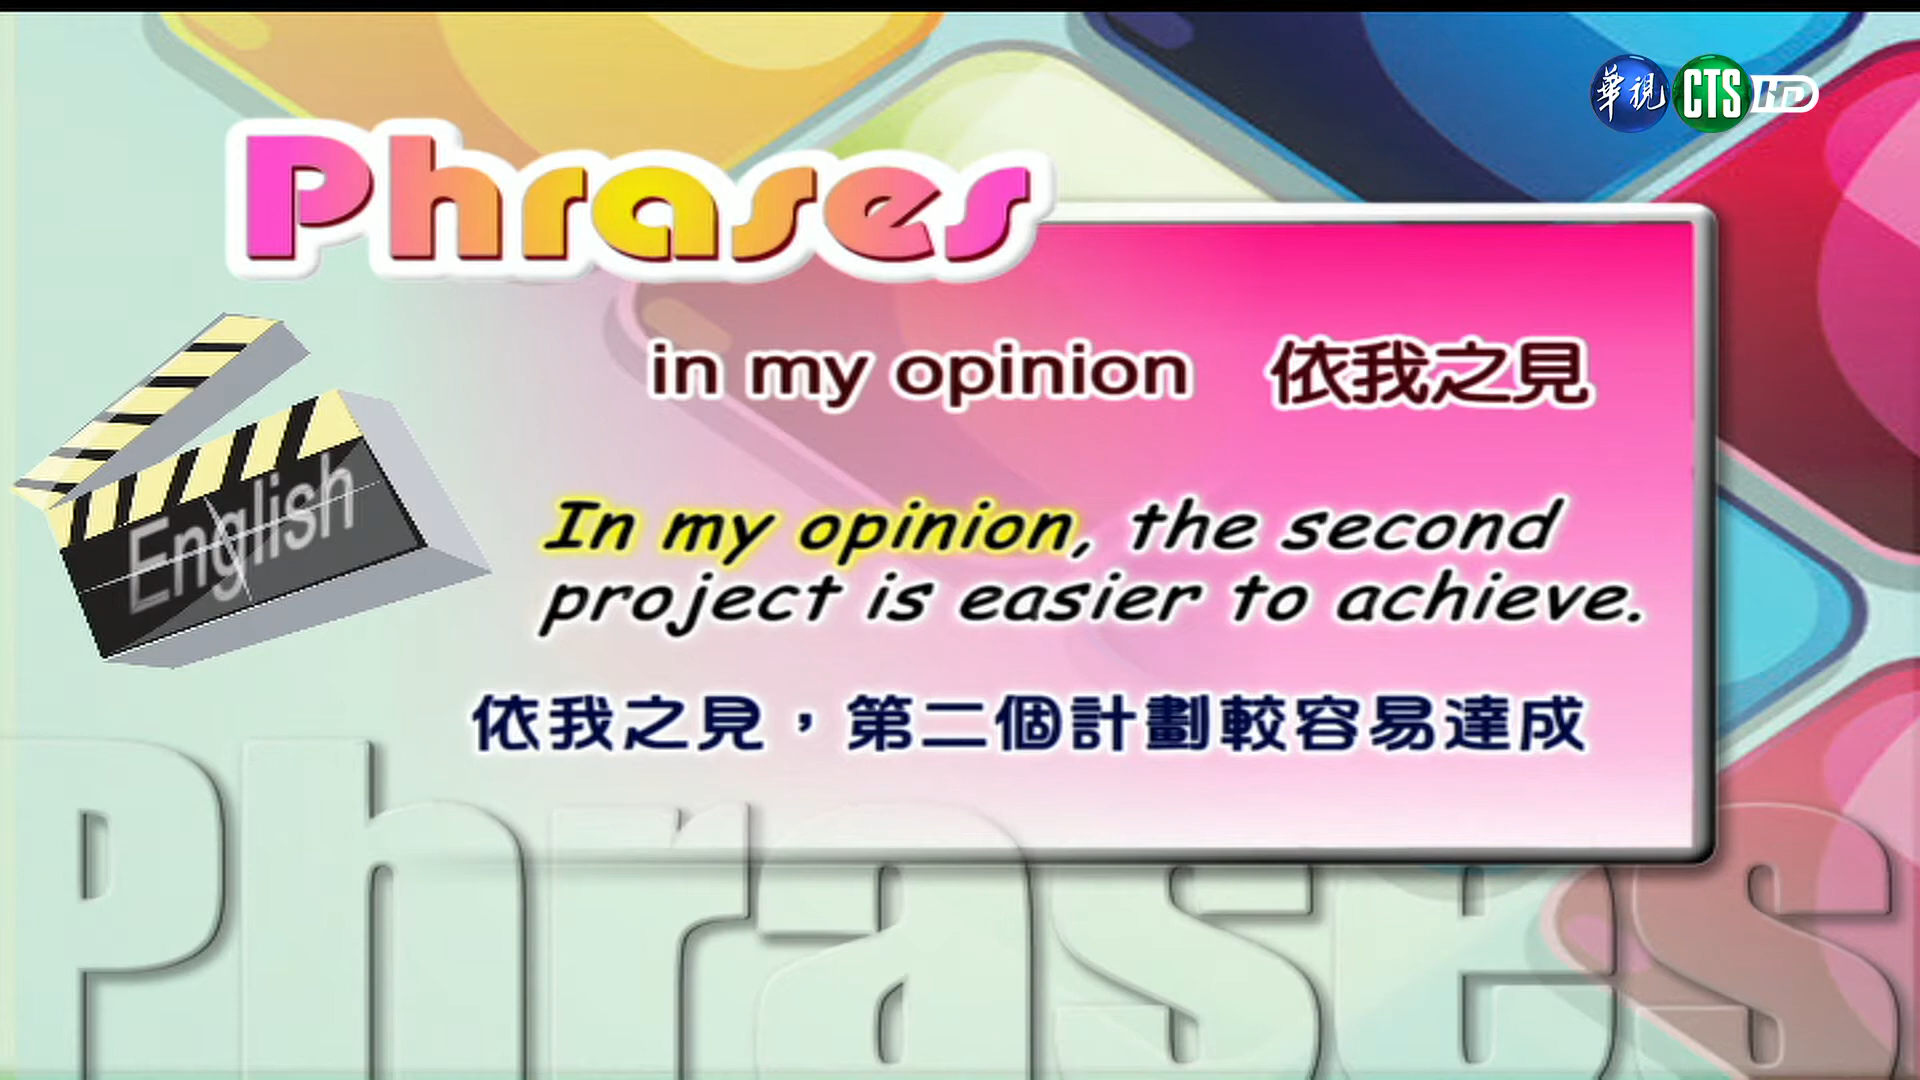 華視 CTS HD
Phrases
in my opinion 依我之見
English
In my opinion, the second
project is easier to achieve.
依我之見，第二個計劃較容易達成
Phrases